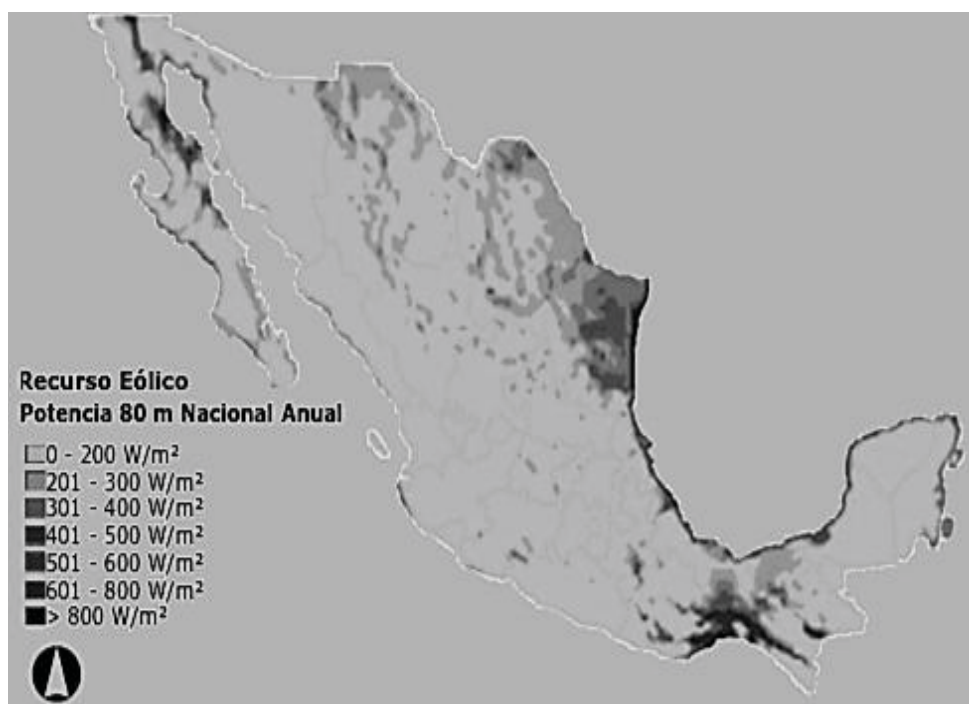 Recurso Eólico
Potencia 80 m Nacional Anual
0 - 200 W/m²
201 - 300 W/m²
301 - 400 W/m²
401 - 500 W/m²
501 - 600 W/m²
601 - 800 W/m²
> 800 W/m²